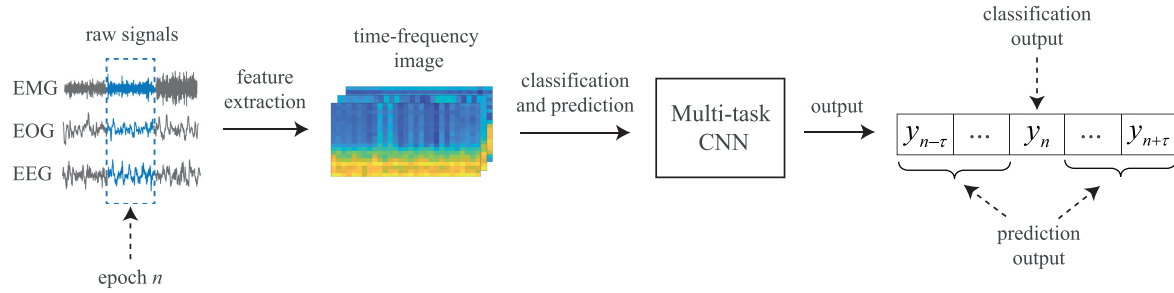 raw signals
EMG
EOG
EEG
epoch n
feature
extraction
time-frequency
image
classification
and prediction
Multi-task
CNN
output
classification
output
y_{n−τ} ... y_n ... y_{n+τ}
prediction
output